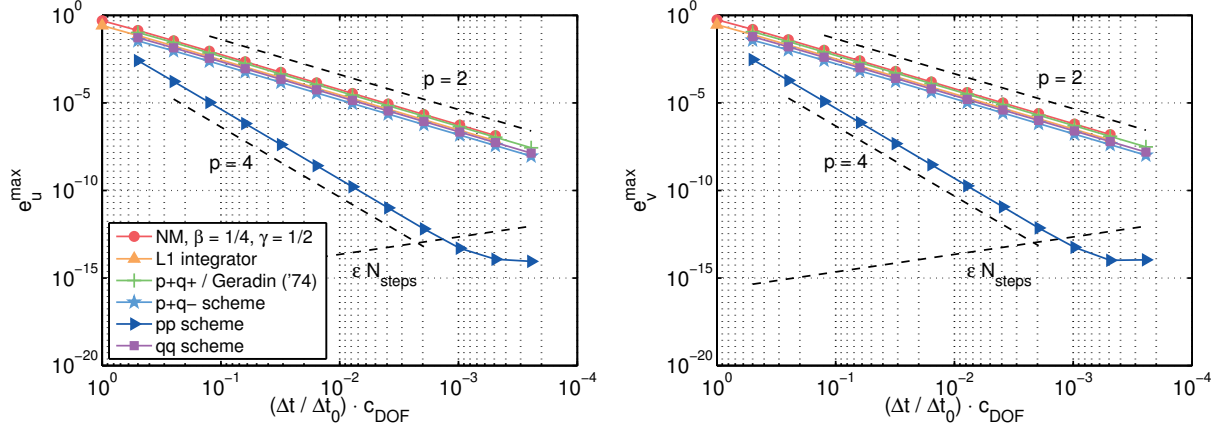 10^0
10^-5
10^-10
10^-15
10^-20
e_u^max
p = 2
p = 4
ε N_steps
NM, β = 1/4, γ = 1/2
L1 integrator
p+q+ / Geradin ('74)
p+q− scheme
pp scheme
qq scheme
10^0 10^-1 10^-2 10^-3 10^-4
(Δt / Δt_0) · c_DOF
10^0
10^-5
10^-10
10^-15
10^-20
e_v^max
p = 2
p = 4
ε N_steps
10^0 10^-1 10^-2 10^-3 10^-4
(Δt / Δt_0) · c_DOF